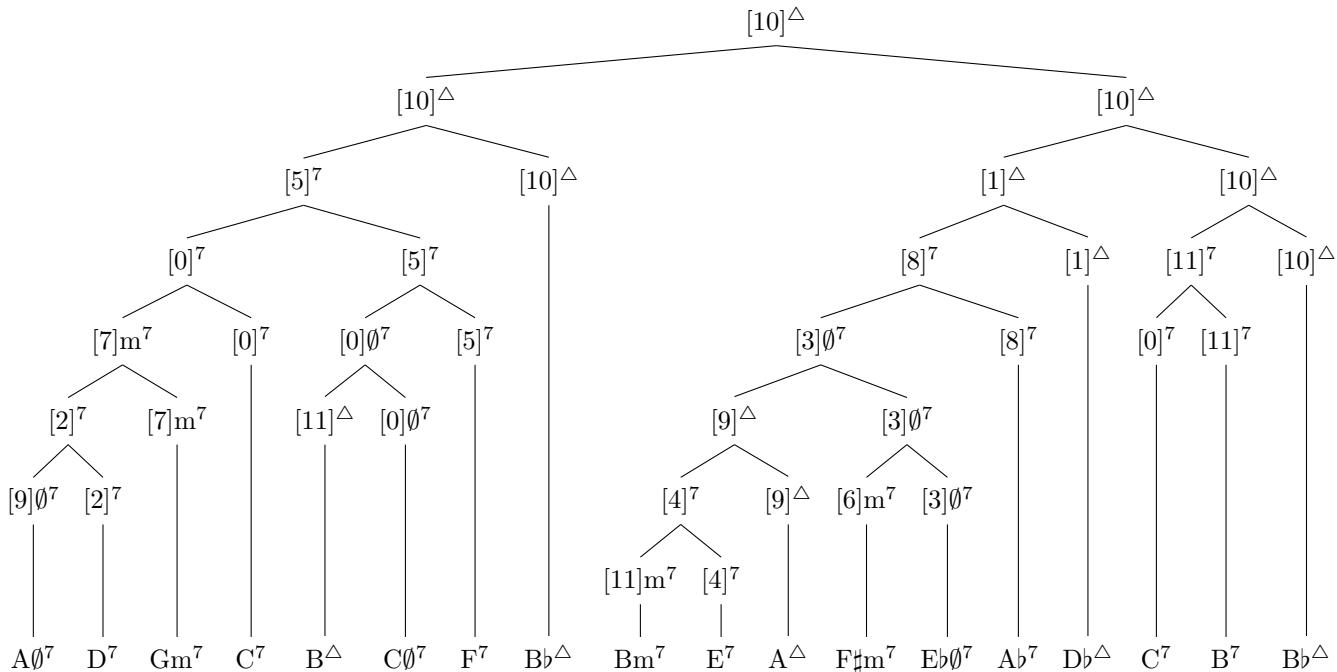 [10]△
[10]△ [10]△
[5]⁷ [10]△ [1]△ [10]△
[0]⁷ [5]⁷ [8]⁷ [1]△ [11]⁷ [10]△
[7]m⁷ [0]⁷ [0]∅⁷ [5]⁷ [3]∅⁷ [8]⁷ [0]⁷ [11]⁷
[2]⁷ [7]m⁷ [11]△ [0]∅⁷ [9]△ [3]∅⁷
[9]∅⁷ [2]⁷ [4]⁷ [9]△ [6]m⁷ [3]∅⁷
[11]m⁷ [4]⁷
A∅⁷ D⁷ Gm⁷ C⁷ B△ C∅⁷ F⁷ B♭△ Bm⁷ E⁷ A△ F♯m⁷ E♭∅⁷ A♭⁷ D♭△ C⁷ B⁷ B♭△